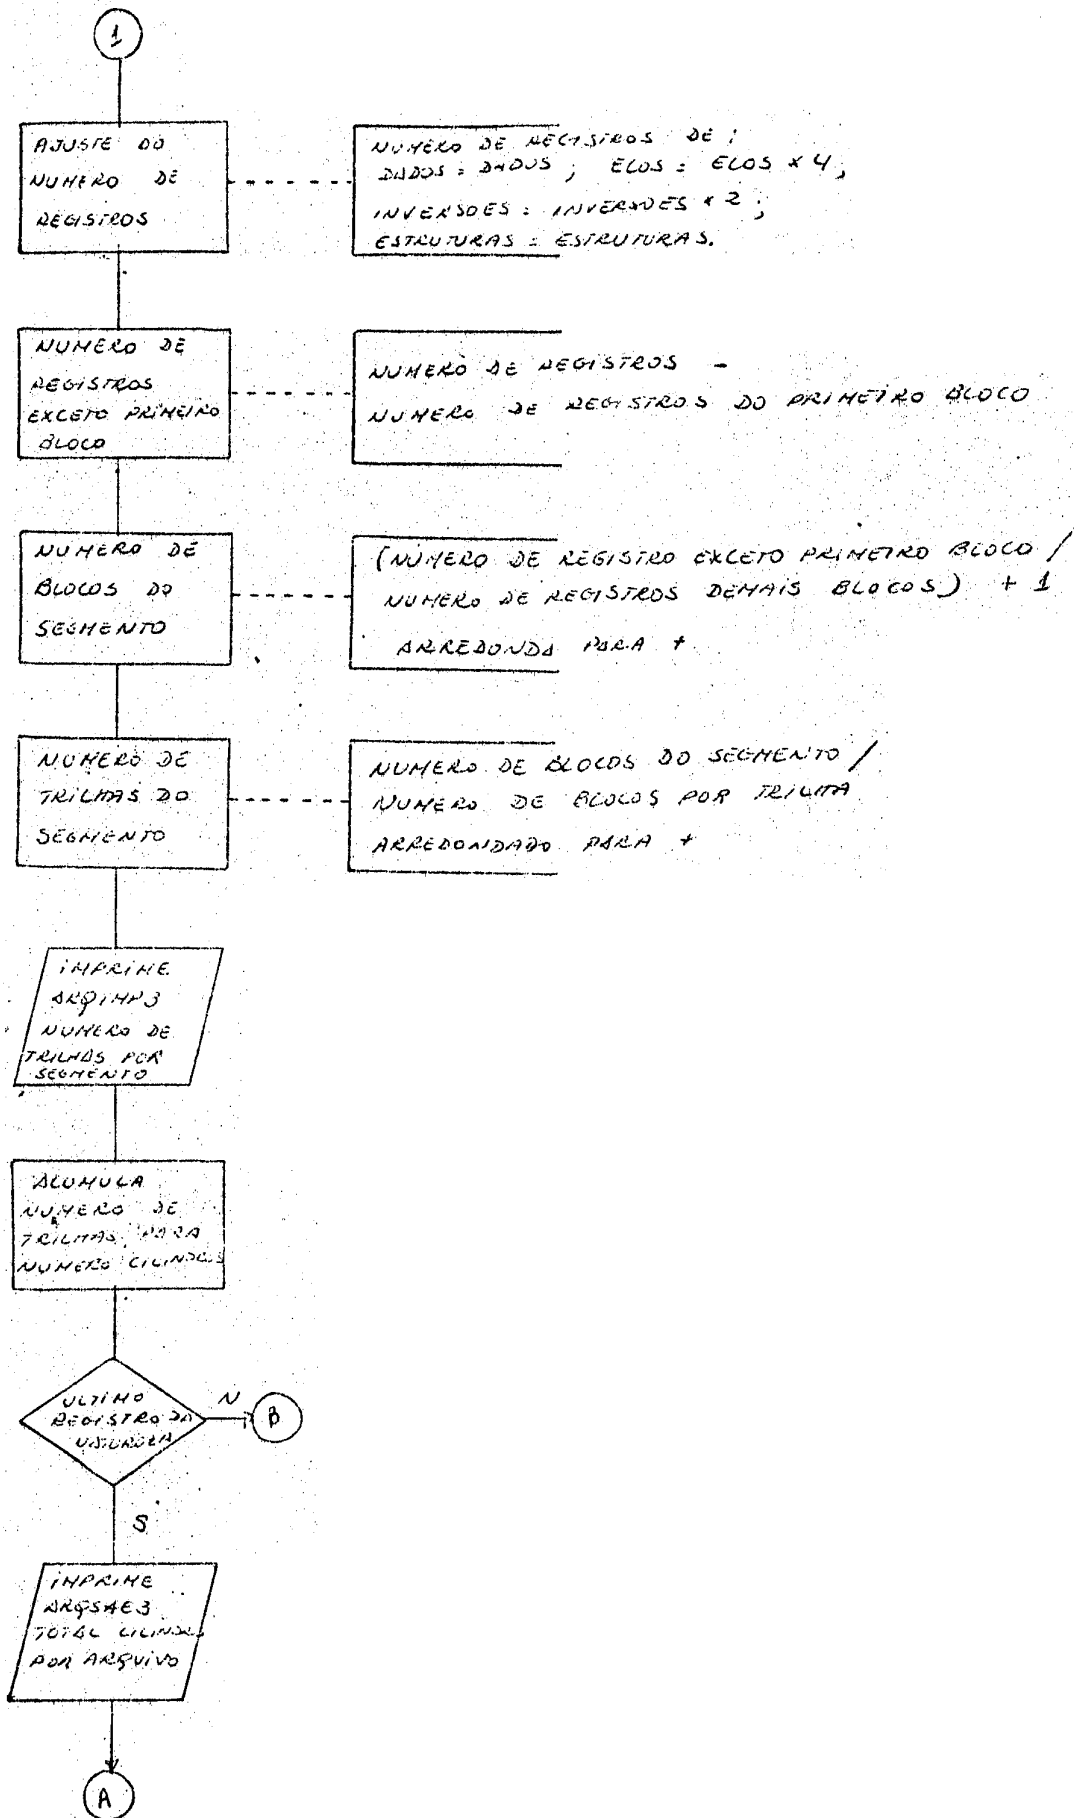 1
AJUSTE DO
NUMERO DE
REGISTROS
NUMERO DE REGISTROS DE ;
DADOS = DADOS ; ELOS = ELOS x 4 ;
INVERSOES = INVERSOES x 2 ;
ESTRUTURAS = ESTRUTURAS.
NUMERO DE
REGISTROS
EXCETO PRIMEIRO
BLOCO
NUMERO DE REGISTROS -
NUMERO DE REGISTROS DO PRIMEIRO BLOCO
NUMERO DE
BLOCOS DO
SEGMENTO
(NÚMERO DE REGISTRO EXCETO PRIMEIRO BLOCO /
NUMERO DE REGISTROS DEMAIS BLOCOS) + 1
ARREDONDA PARA +
NUMERO DE
TRILHAS DO
SEGMENTO
NUMERO DE BLOCOS DO SEGMENTO /
NUMERO DE BLOCOS POR TRILHA
ARREDONDADO PARA +
IMPRIME
ARQIMP3
NUMERO DE
TRILHAS POR
SEGMENTO
ACUMULA
NUMERO DE
TRILHAS PARA
NUMERO
ULTIMO
REGISTRO DA
N
B
S
IMPRIME
ARQSAE3
TOTAL
POR ARQUIVO
A